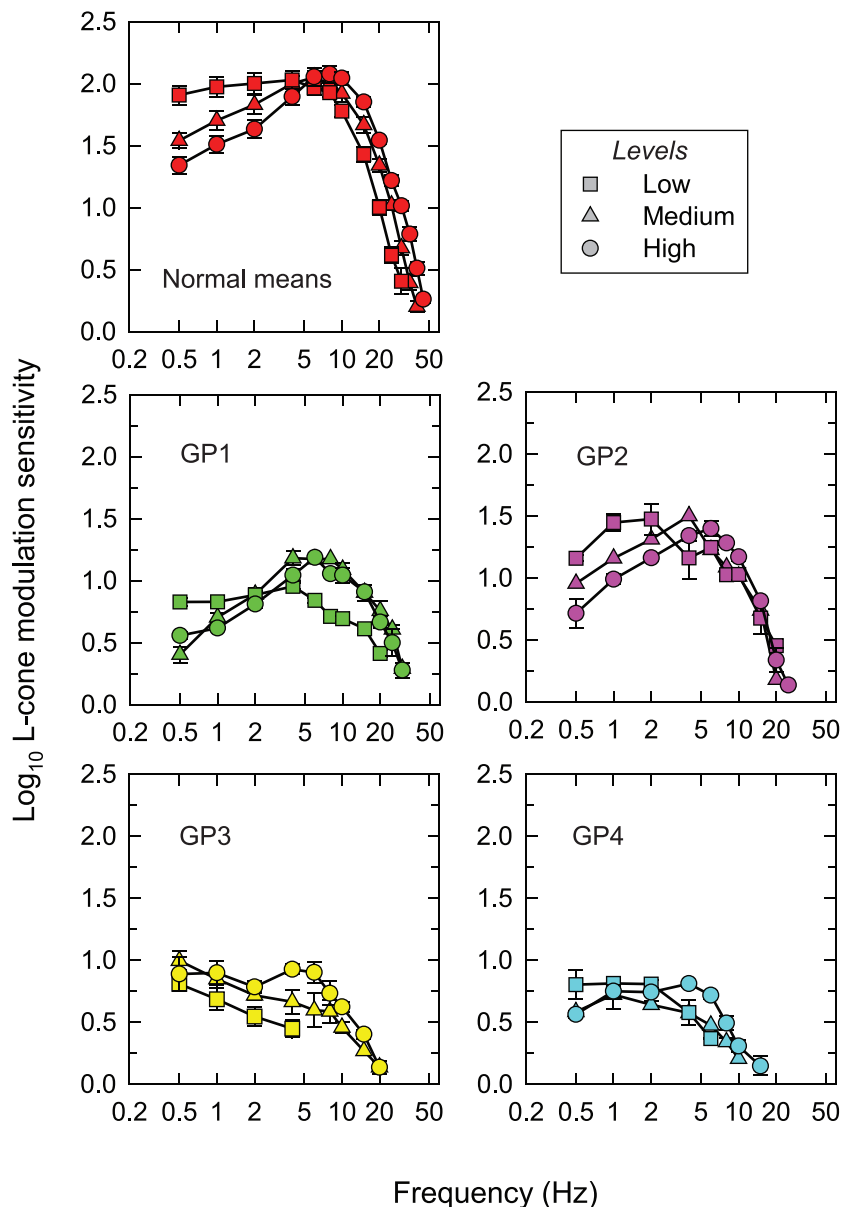 2.5
2.0
1.5
1.0
0.5
0.0
Normal means
0.2 0.5 1 2 5 10 20 50
Levels
Low
Medium
High
2.5
2.0
1.5
1.0
0.5
0.0
GP1
0.2 0.5 1 2 5 10 20 50
2.5
2.0
1.5
1.0
0.5
0.0
GP2
0.2 0.5 1 2 5 10 20 50
2.5
2.0
1.5
1.0
0.5
0.0
GP3
0.2 0.5 1 2 5 10 20 50
2.5
2.0
1.5
1.0
0.5
0.0
GP4
0.2 0.5 1 2 5 10 20 50
Log₁₀ L-cone modulation sensitivity
Frequency (Hz)